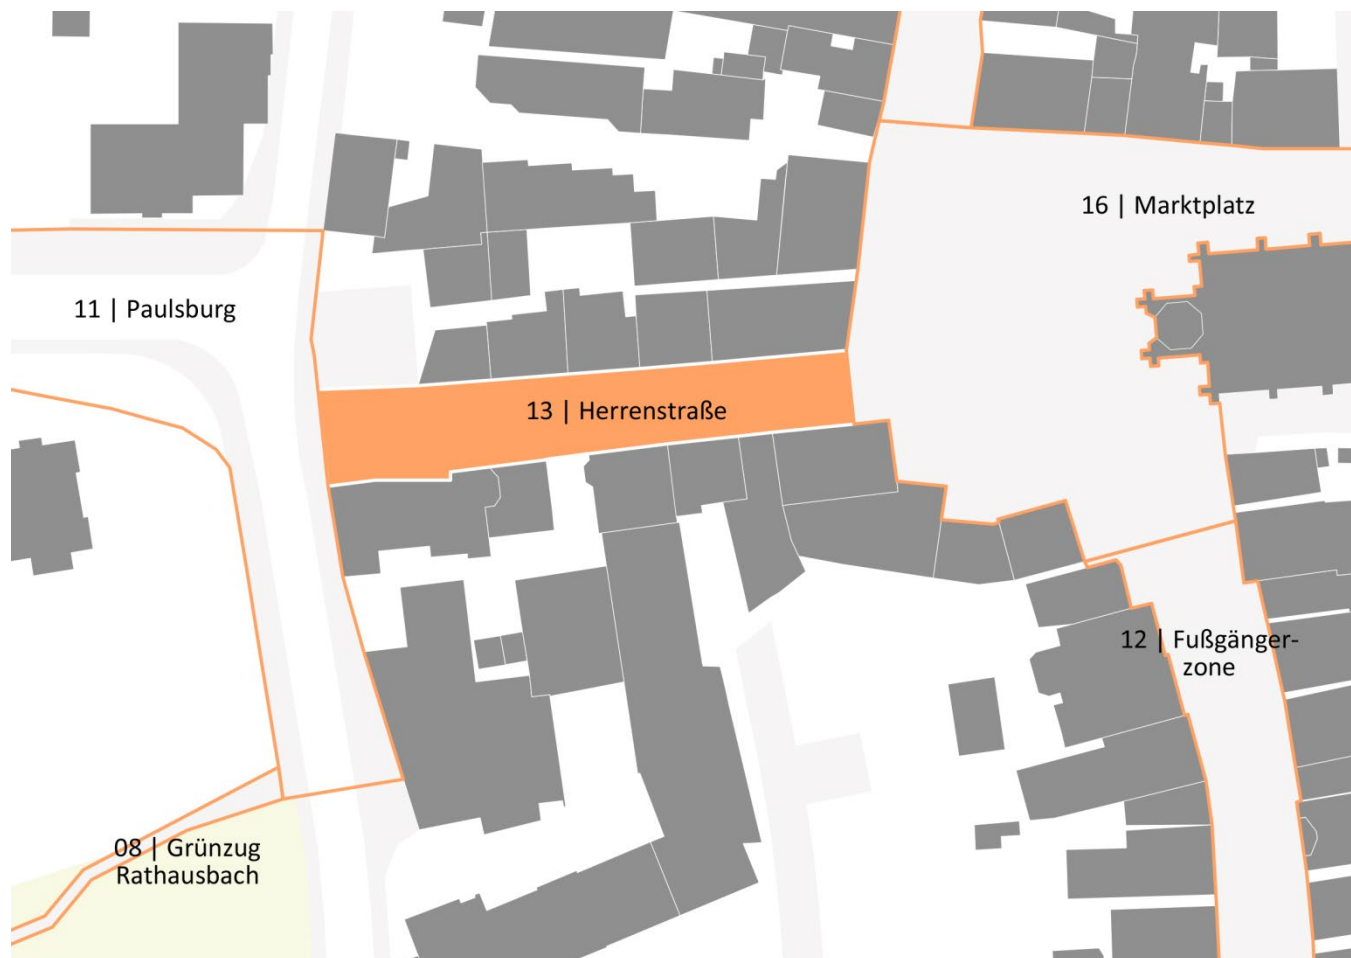 16 | Marktplatz
11 | Paulsburg
13 | Herrenstraße
12 | Fußgänger-
zone
08 | Grünzug
Rathausbach